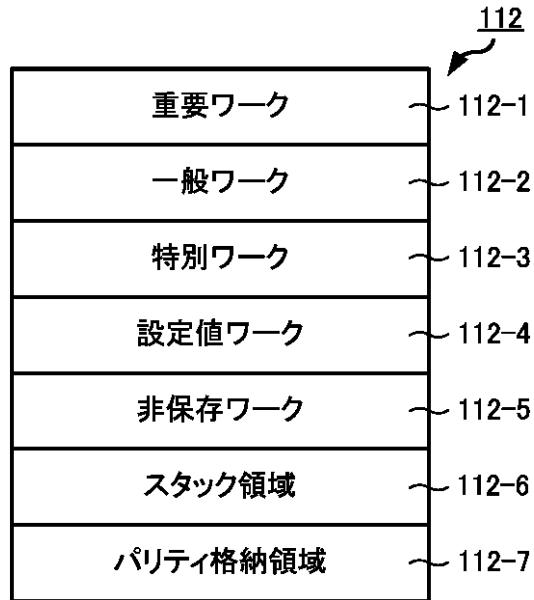 112
重要ワーク 112-1
一般ワーク 112-2
特別ワーク 112-3
設定値ワーク 112-4
非保存ワーク 112-5
スタック領域 112-6
パリティ格納領域 112-7